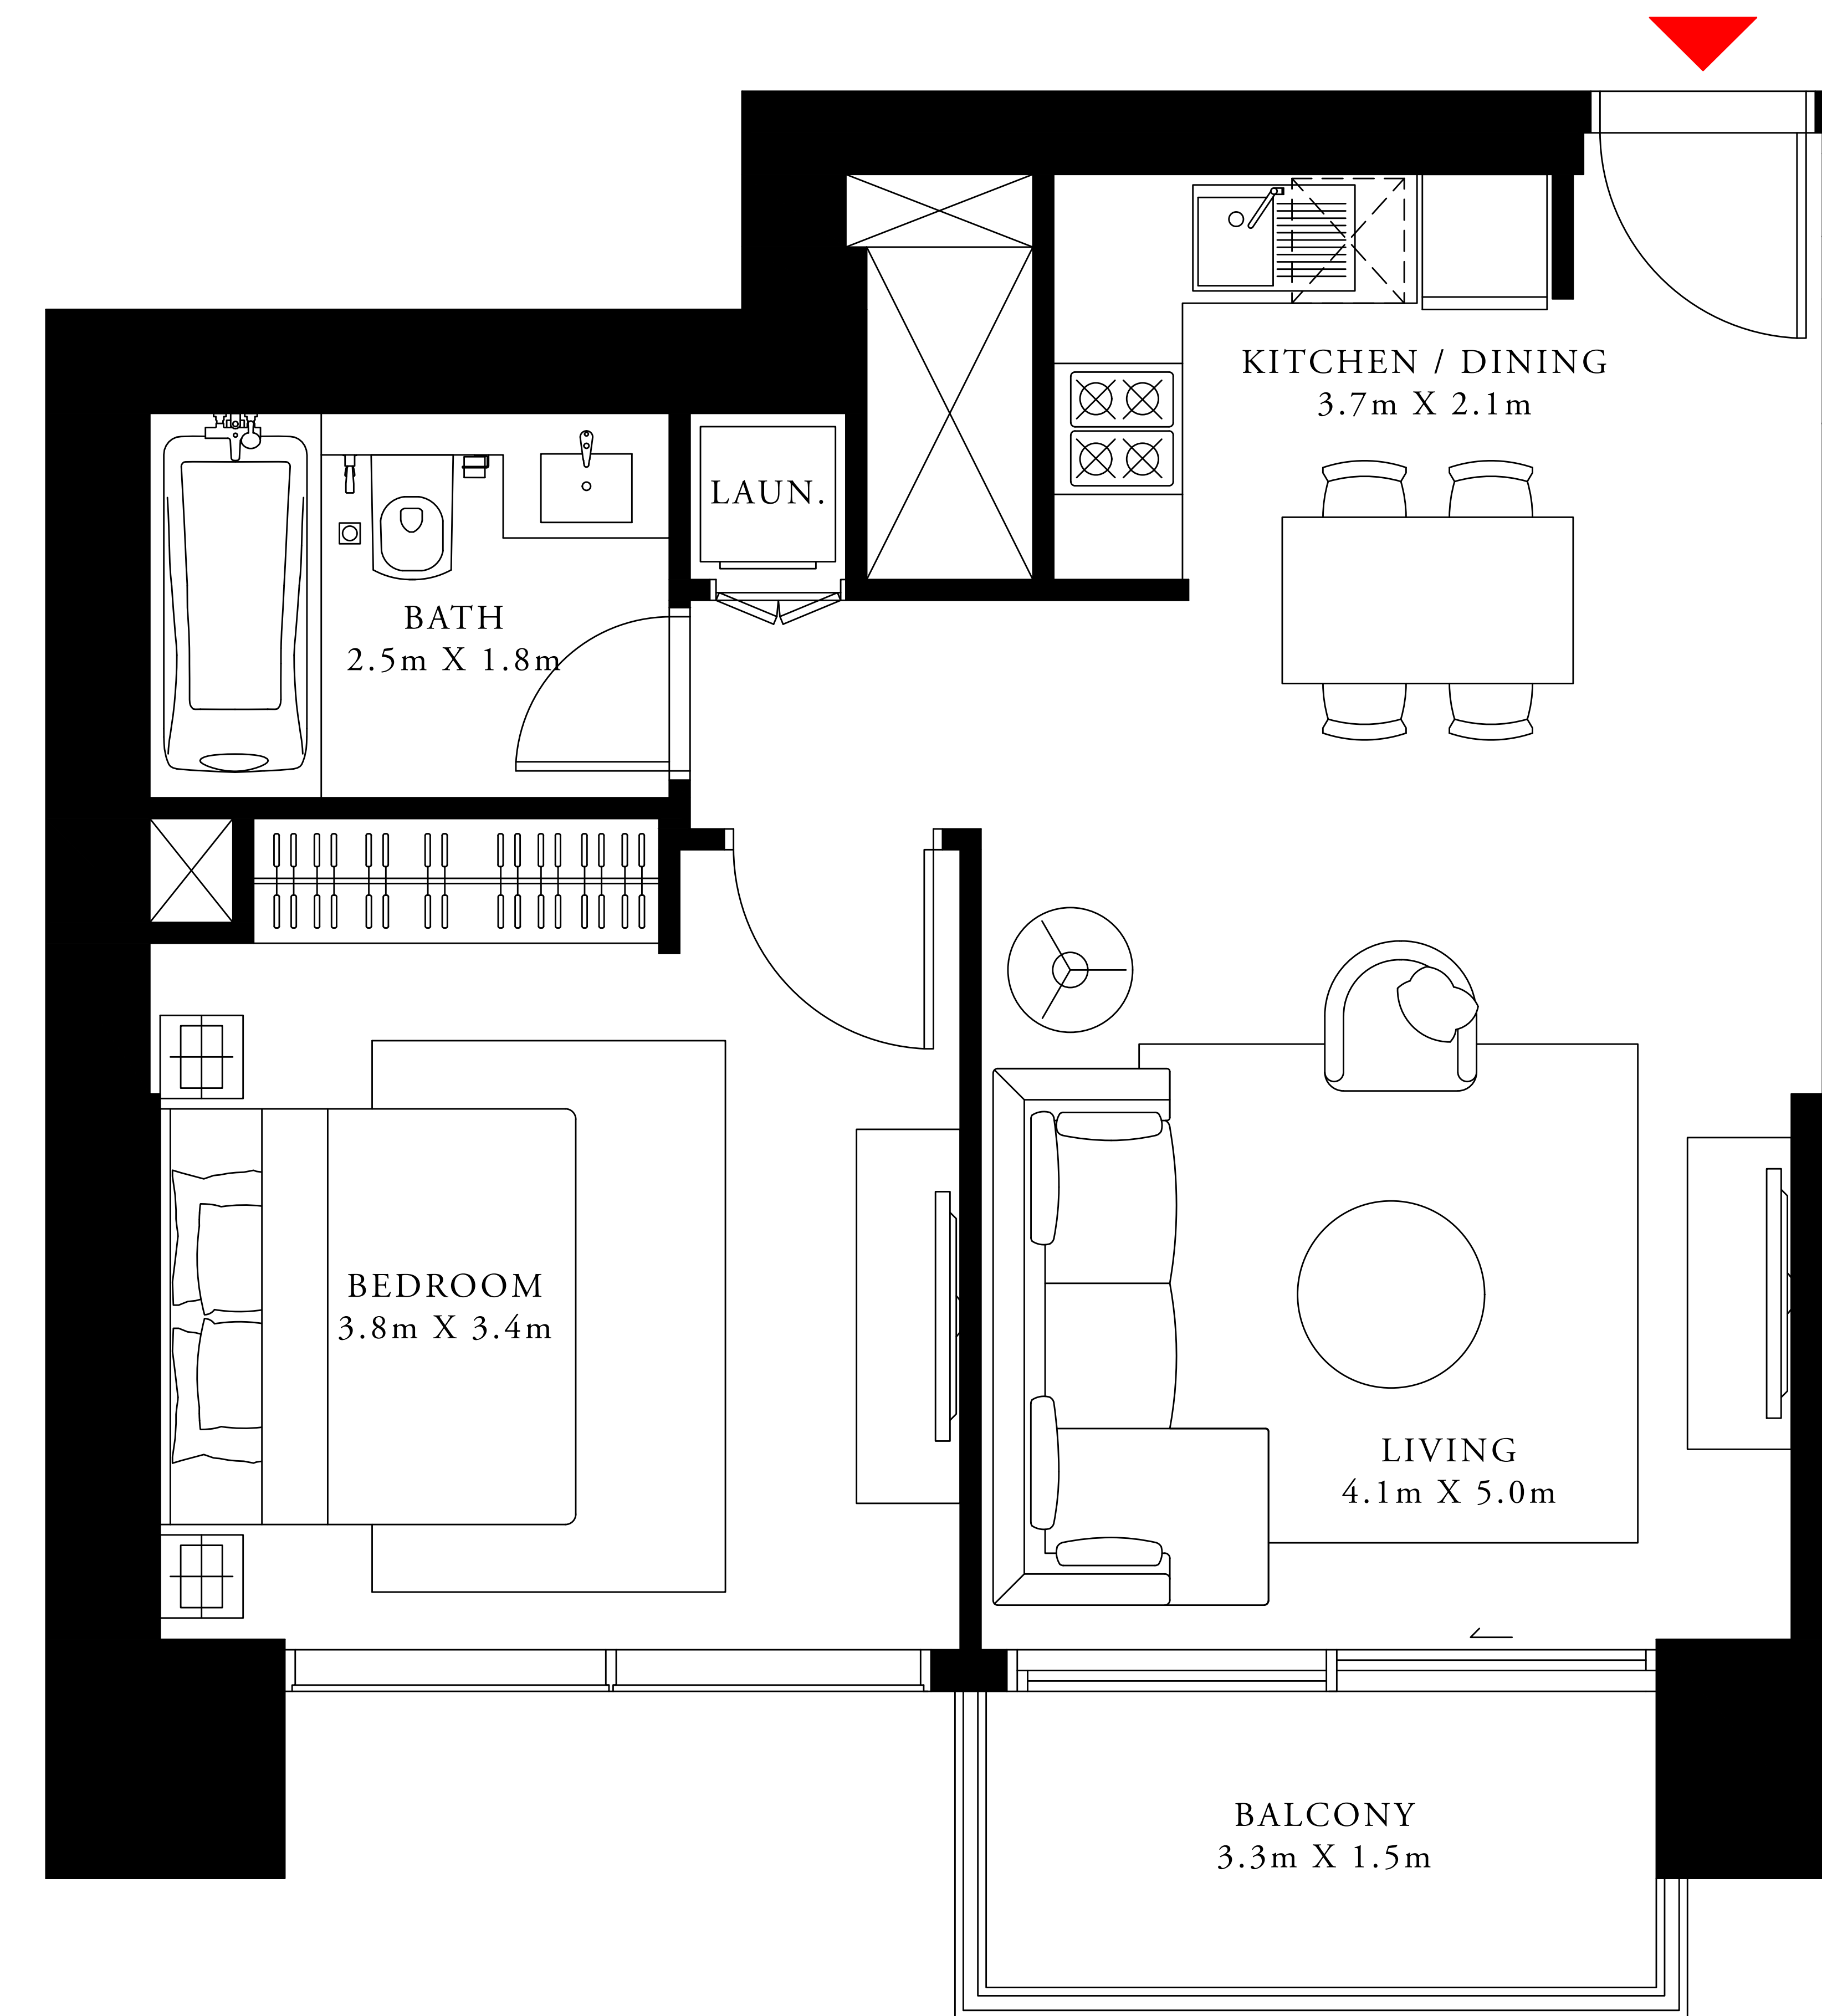 KITCHEN / DINING
3.7m X 2.1m
LAUN.
BATH
2.5m X 1.8m
BEDROOM
3.8m X 3.4m
LIVING
4.1m X 5.0m
BALCONY
3.3m X 1.5m